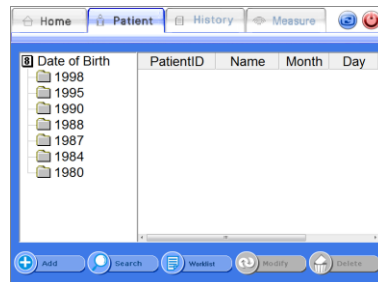 Home Patient History Measure
8 Date of Birth PatientID Name Month Day
1998
1995
1990
1988
1987
1984
1980
Add Search Worklist Modify Delete